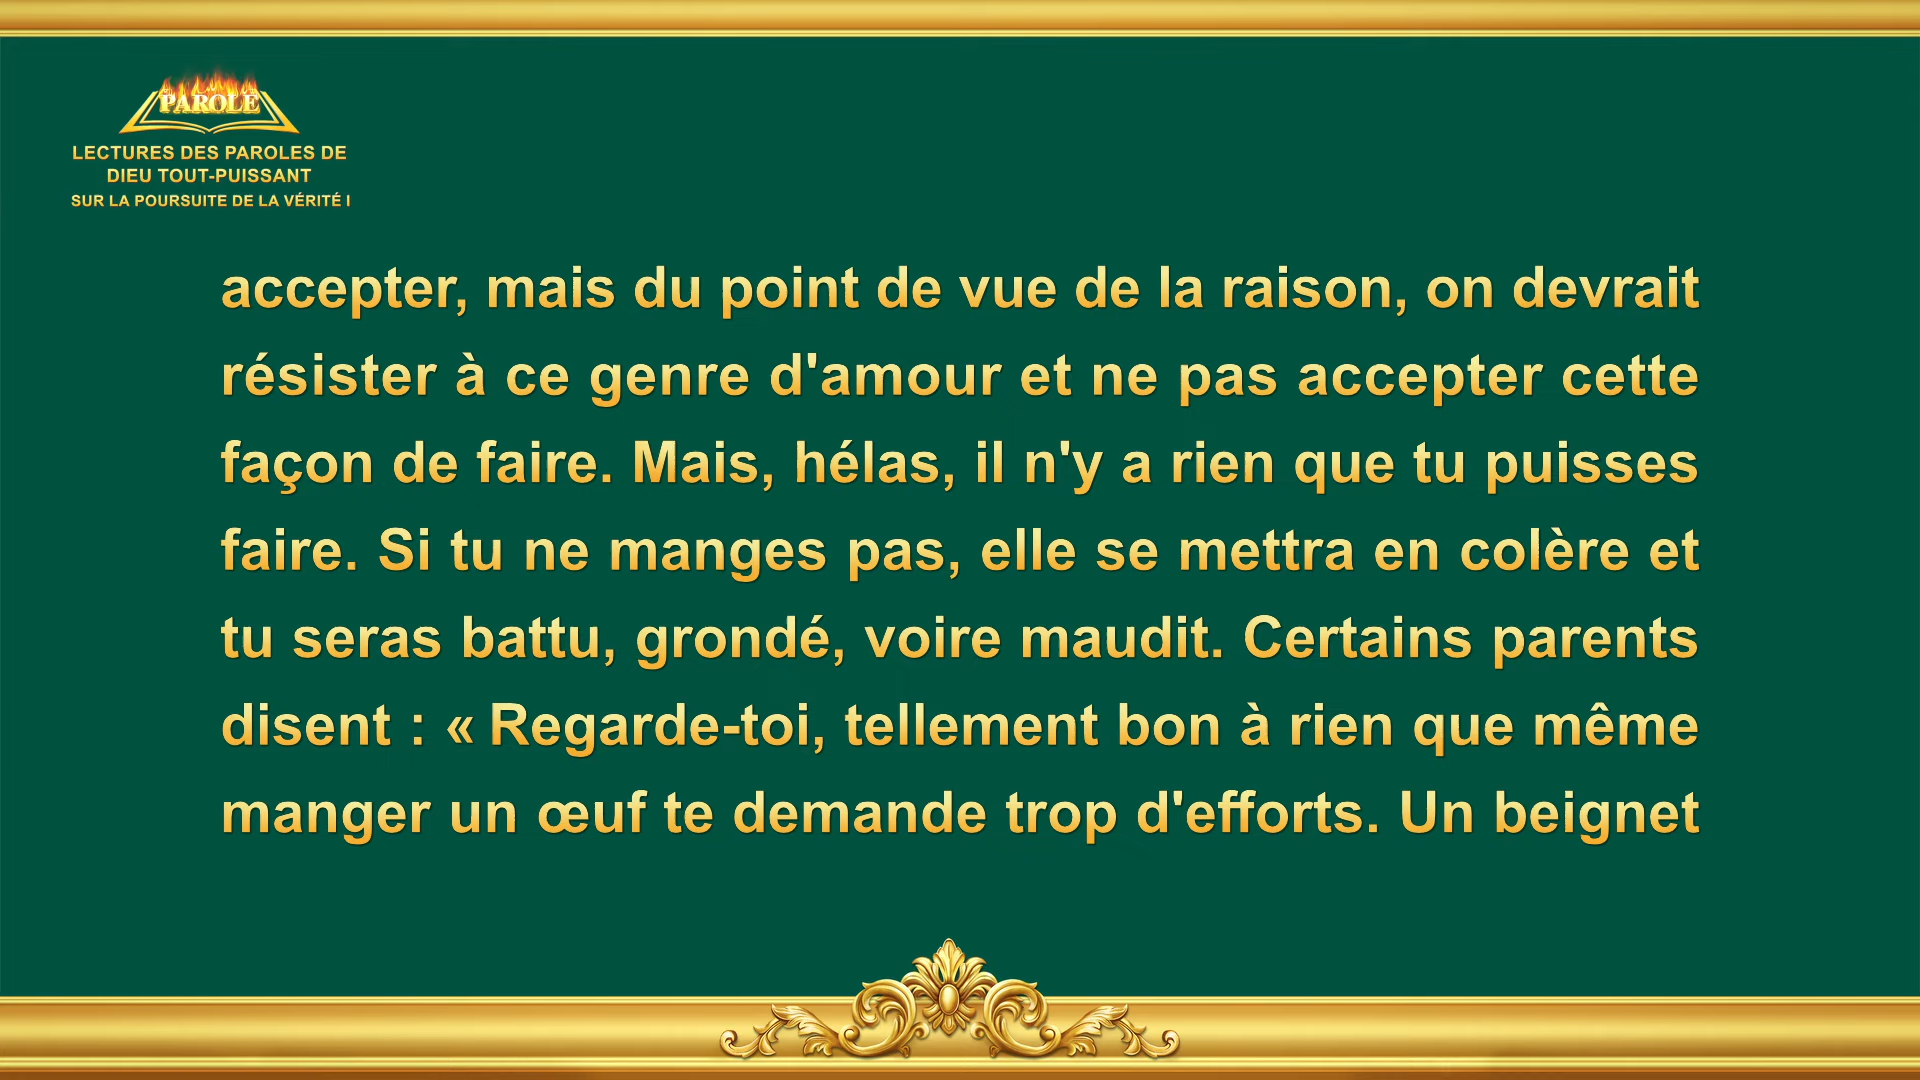 PAROLE
LECTURES DES PAROLES DE
DIEU TOUT-PUISSANT
SUR LA POURSUITE DE LA VÉRITÉ I
accepter, mais du point de vue de la raison, on devrait
résister à ce genre d'amour et ne pas accepter cette
façon de faire. Mais, hélas, il n'y a rien que tu puisses
faire. Si tu ne manges pas, elle se mettra en colère et
tu seras battu, grondé, voire maudit. Certains parents
disent : « Regarde-toi, tellement bon à rien que même
manger un œuf te demande trop d'efforts. Un beignet